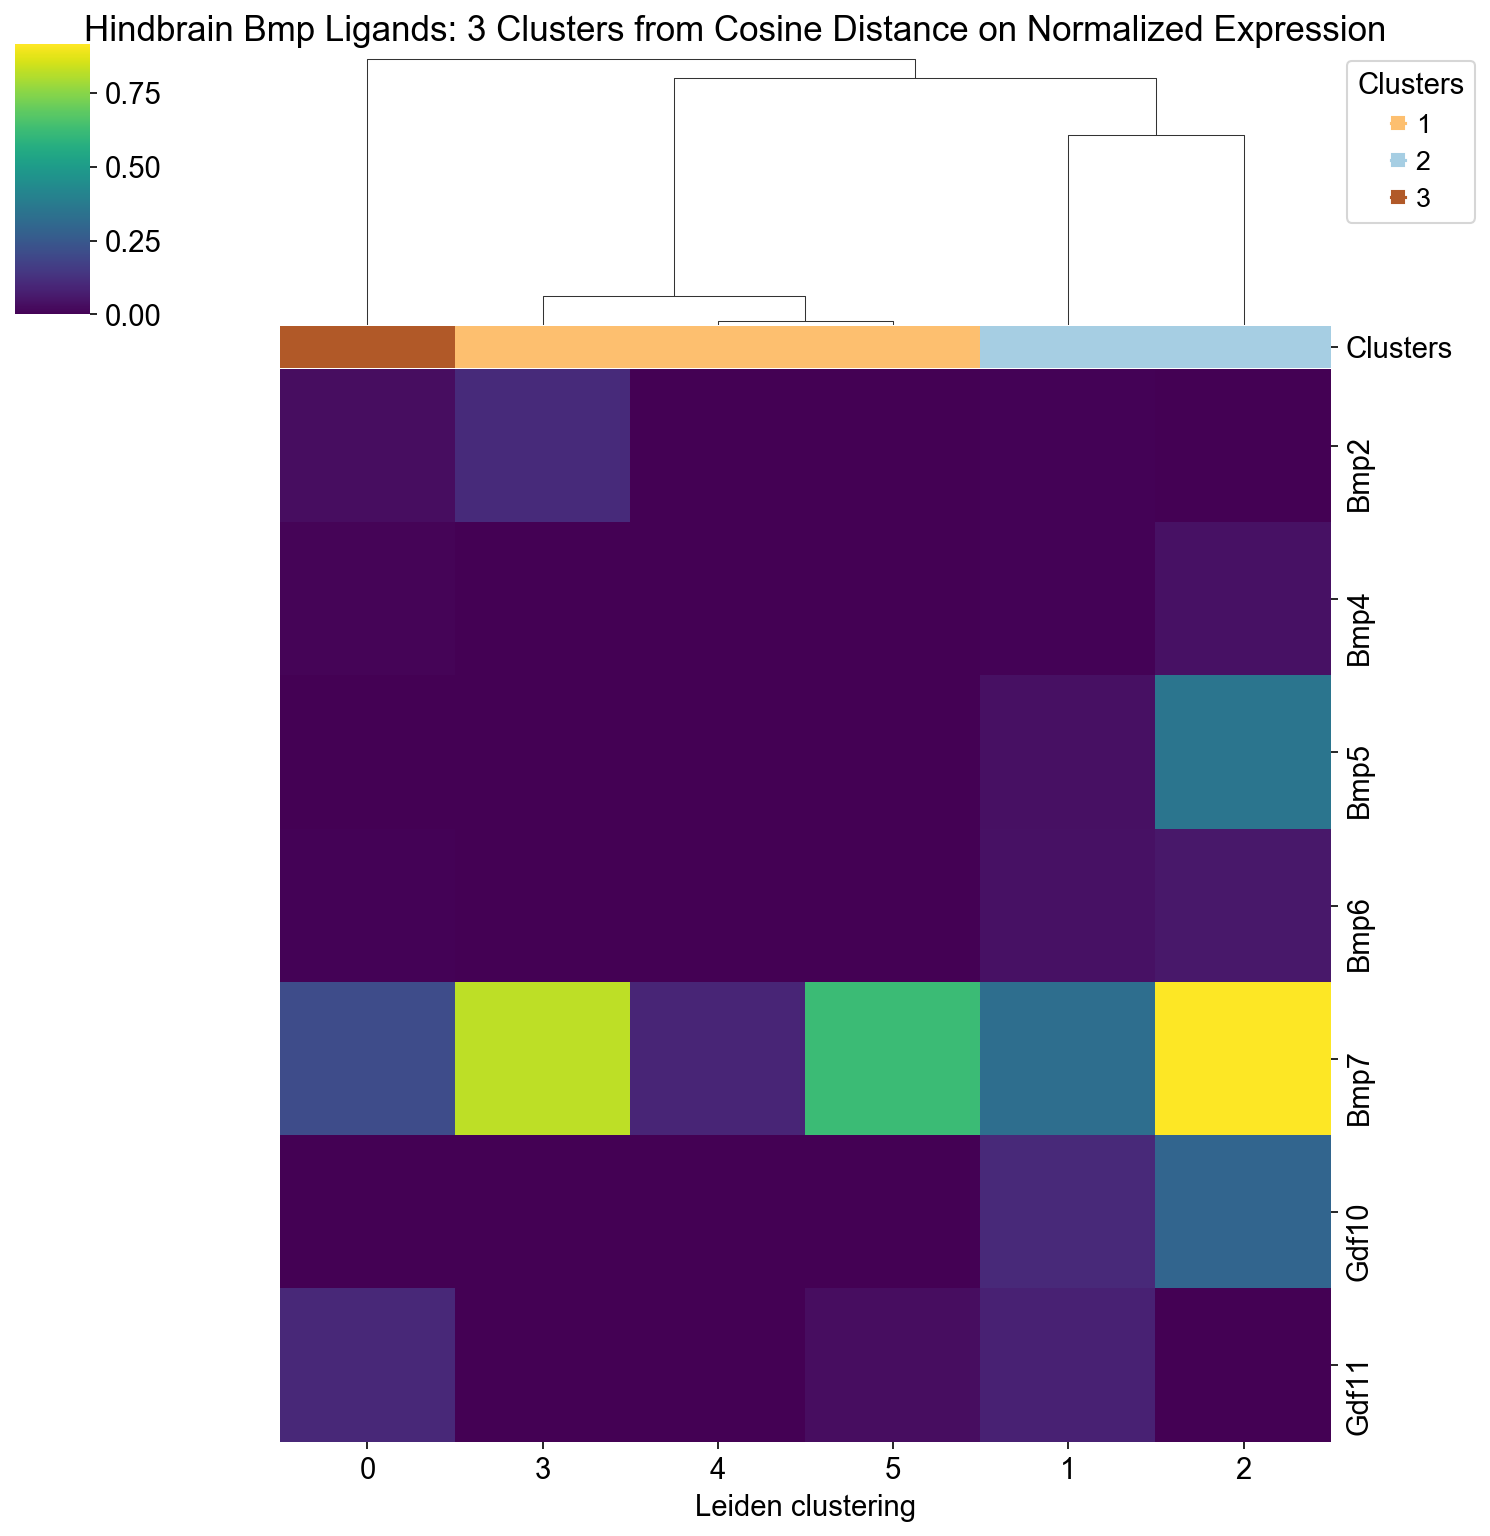 Hindbrain Bmp Ligands: 3 Clusters from Cosine Distance on Normalized Expression
0.75
0.50
0.25
0.00
Clusters
1
2
3
Clusters
Bmp2
Bmp4
Bmp5
Bmp6
Bmp7
Gdf10
Gdf11
0 3 4 5 1 2
Leiden clustering